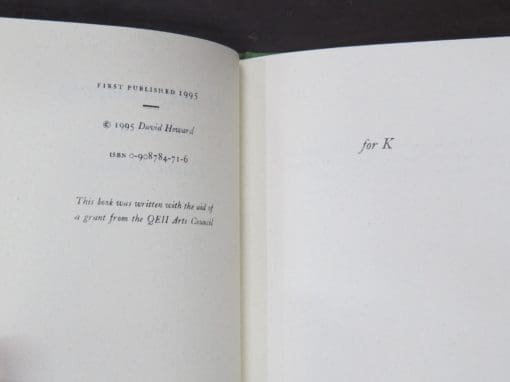 FIRST PUBLISHED 1995
© 1995 David Howard
ISBN 0-908784-71-6
This book was written with the aid of
a grant from the QEII Arts Council
for K